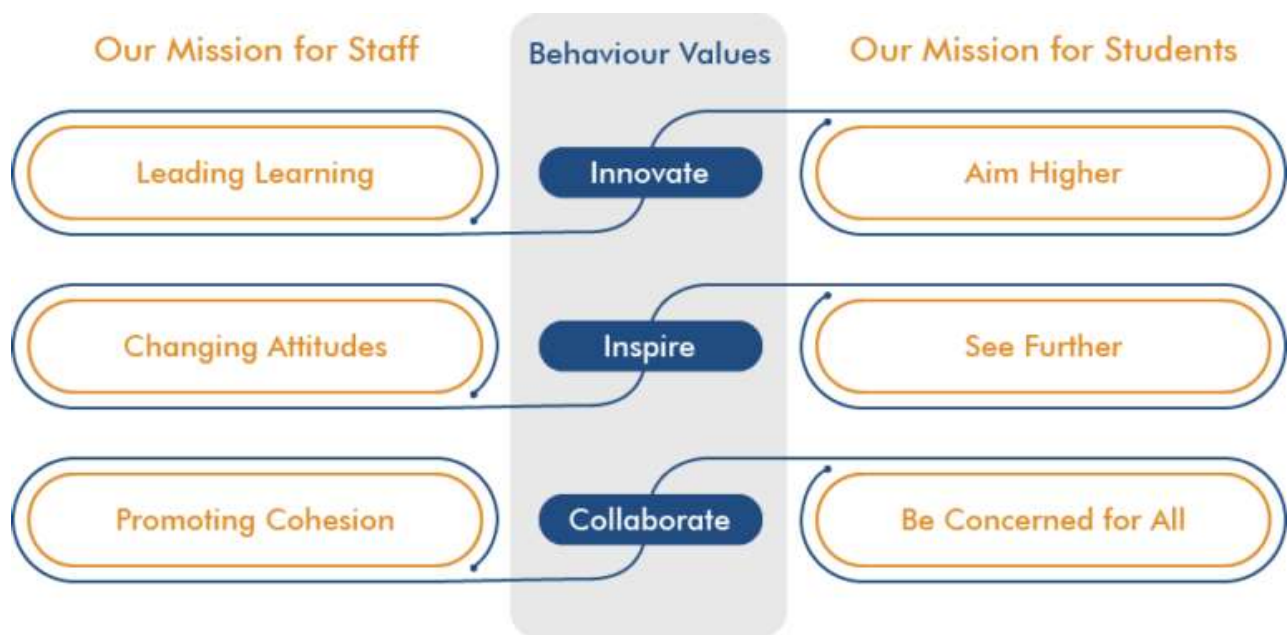 Our Mission for Staff
Behaviour Values
Our Mission for Students
Leading Learning
Innovate
Aim Higher
Changing Attitudes
Inspire
See Further
Promoting Cohesion
Collaborate
Be Concerned for All